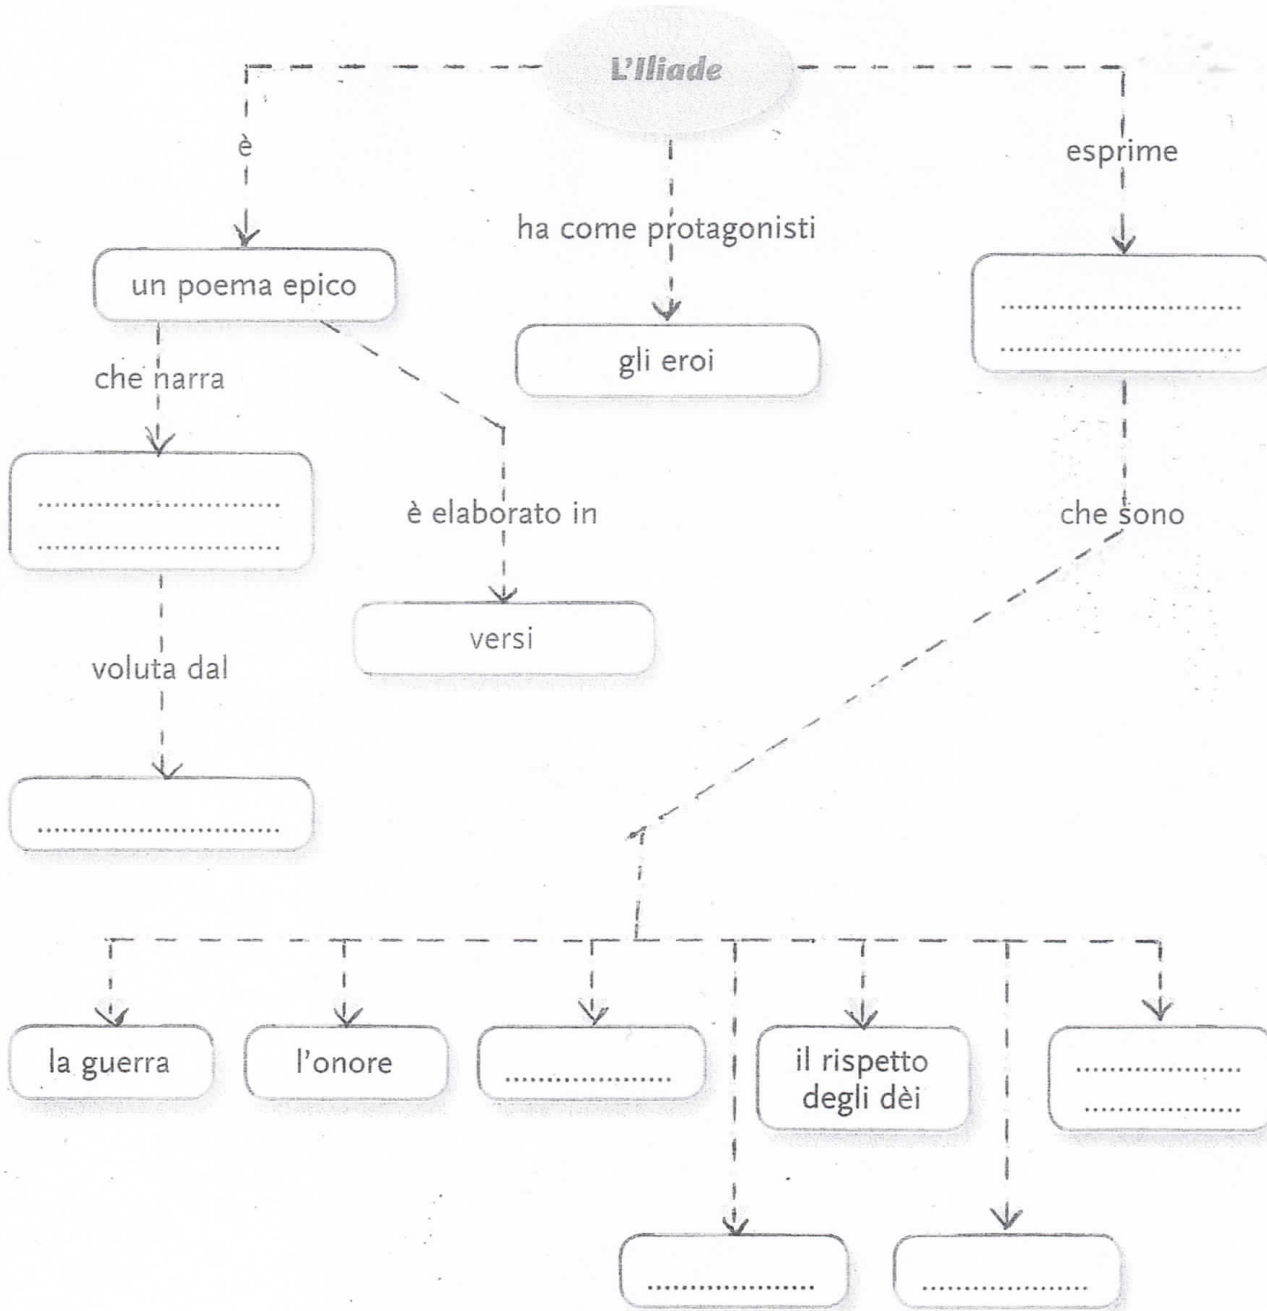 L'Iliade
è
esprime
ha come protagonisti
un poema epico
..............................
..............................
gli eroi
che narra
..............................
..............................
è elaborato in
che sono
versi
voluta dal
..............................
la guerra
l'onore
.....................
il rispetto
degli dèi
.....................
.....................
.....................
.....................